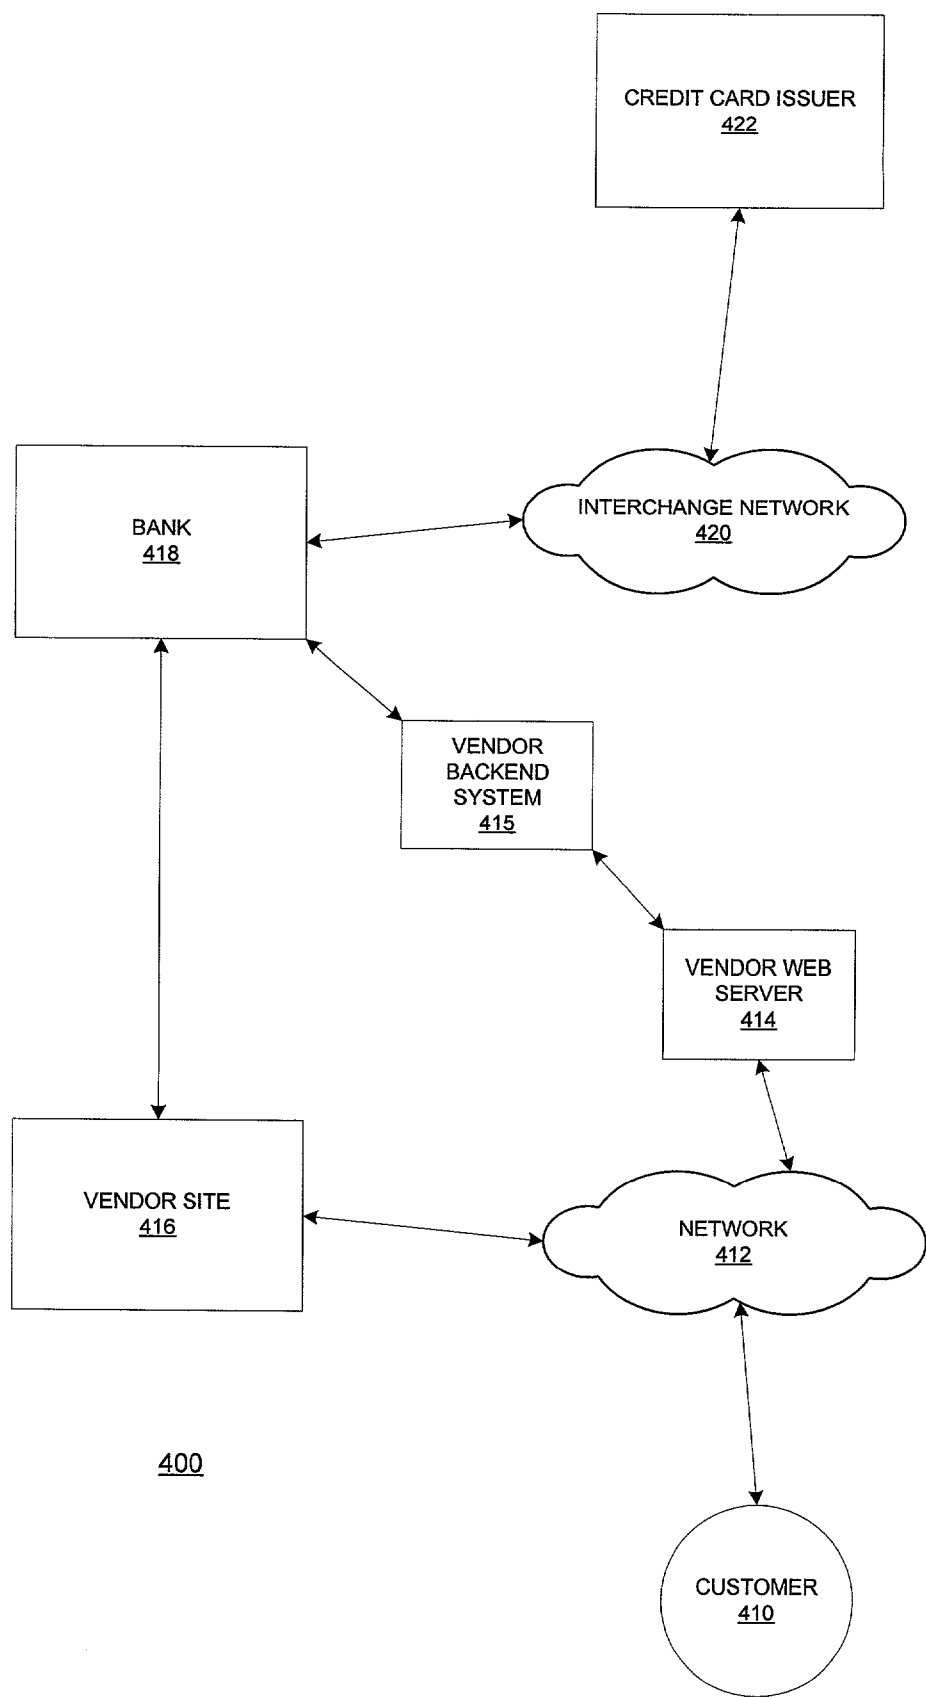 CREDIT CARD ISSUER
422
INTERCHANGE NETWORK
420
BANK
418
VENDOR
BACKEND
SYSTEM
415
VENDOR WEB
SERVER
414
VENDOR SITE
416
NETWORK
412
400
CUSTOMER
410